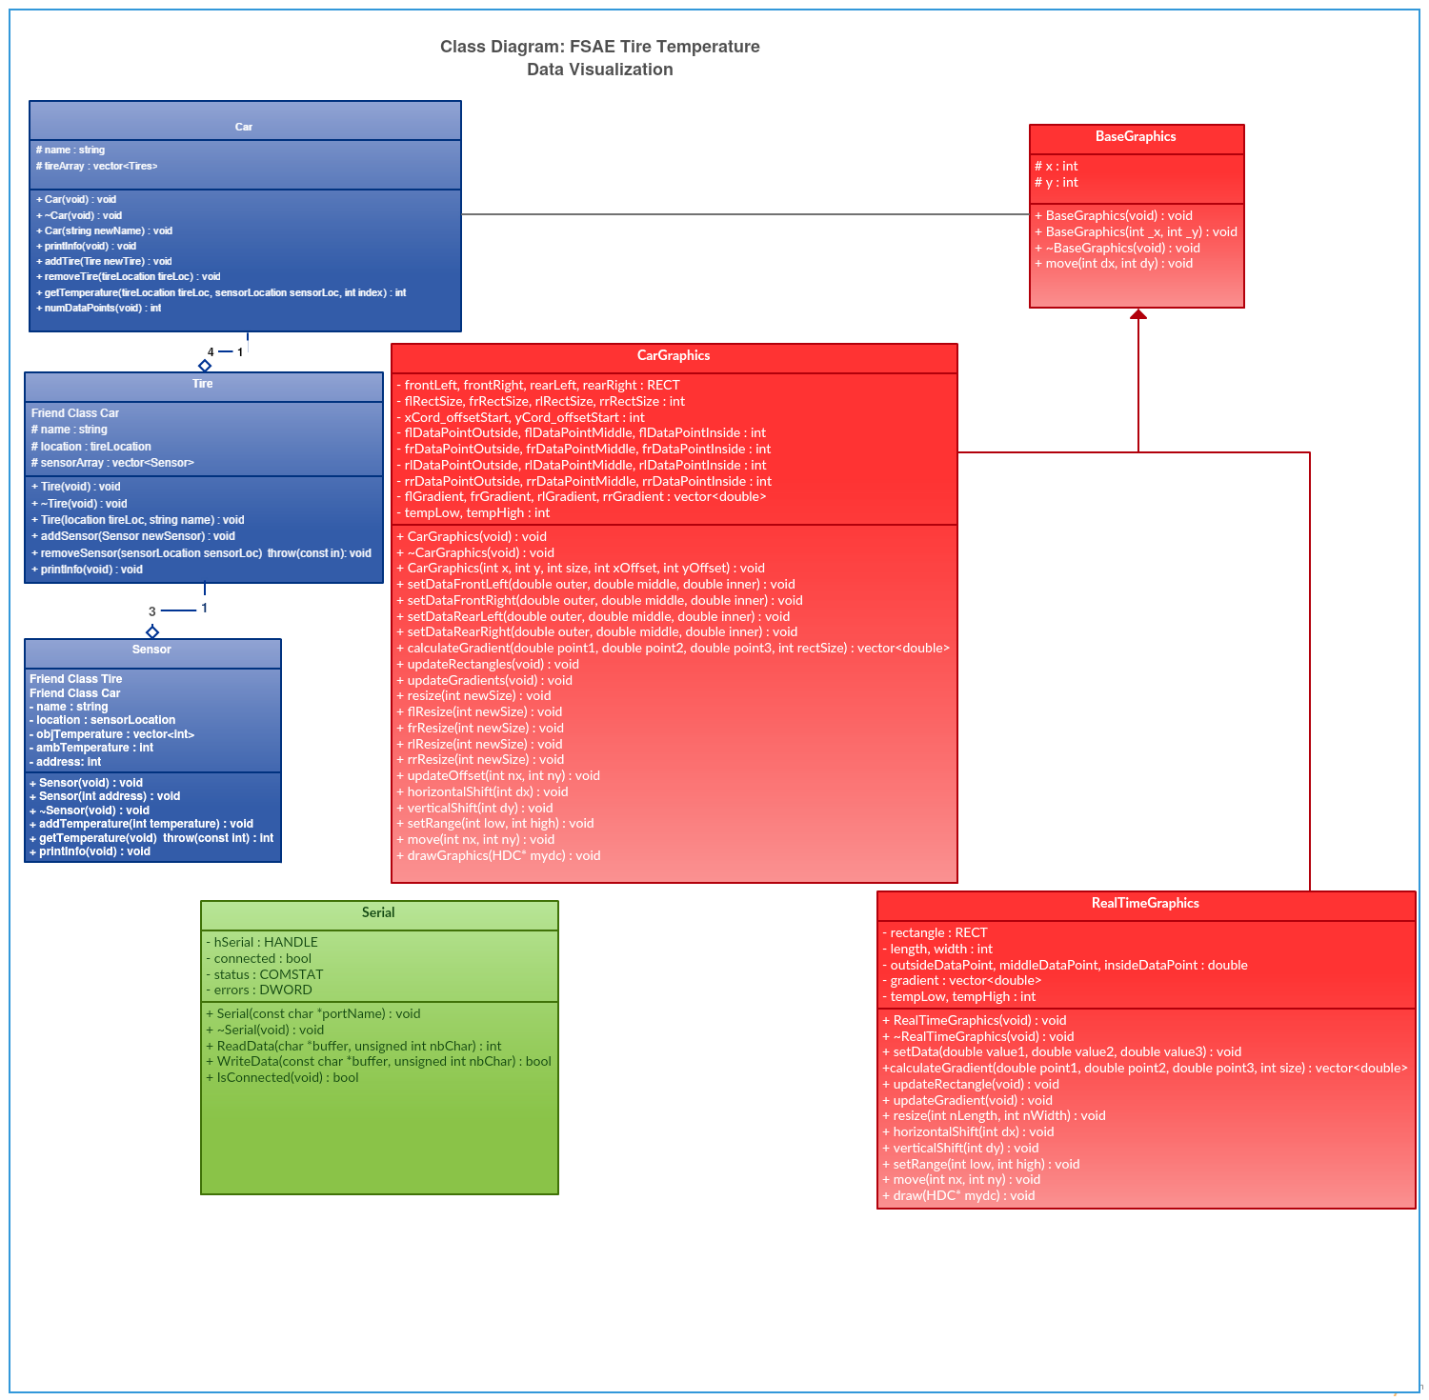 Class Diagram: FSAE Tire Temperature
Data Visualization
Car
# name : string
# tireArray : vector<Tires>
+ Car(void) : void
+ ~Car(void) : void
+ Car(string newName) : void
+ printInfo(void) : void
+ addTire(Tire newTire) : void
+ removeTire(tireLocation tireLoc) : void
+ getTemperature(tireLocation tireLoc, sensorLocation sensorLoc, int index) : int
+ numDataPoints(void) : int
BaseGraphics
# x : int
# y : int
+ BaseGraphics(void) : void
+ BaseGraphics(int _x, int _y) : void
+ ~BaseGraphics(void) : void
+ move(int dx, int dy) : void
4
1
Tire
Friend Class Car
# name : string
# location : tireLocation
# sensorArray : vector<Sensor>
+ Tire(void) : void
+ ~Tire(void) : void
+ Tire(location tireLoc, string name) : void
+ addSensor(Sensor newSensor) : void
+ removeSensor(sensorLocation sensorLoc) throw(const in): void
+ printInfo(void) : void
3
1
Sensor
Friend Class Tire
Friend Class Car
- name : string
- location : sensorLocation
- objTemperature : vector<int>
- ambTemperature : int
- address: int
+ Sensor(void) : void
+ Sensor(int address) : void
+ ~Sensor(void) : void
+ addTemperature(int temperature) : void
+ getTemperature(void) throw(const int) : int
+ printInfo(void) : void
CarGraphics
- frontLeft, frontRight, rearLeft, rearRight : RECT
- flRectSize, frRectSize, rlRectSize, rrRectSize : int
- xCord_offsetStart, yCord_offsetStart : int
- flDataPointOutside, flDataPointMiddle, flDataPointInside : int
- frDataPointOutside, frDataPointMiddle, frDataPointInside : int
- rlDataPointOutside, rlDataPointMiddle, rlDataPointInside : int
- rrDataPointOutside, rrDataPointMiddle, rrDataPointInside : int
- flGradient, frGradient, rlGradient, rrGradient : vector<double>
- tempLow, tempHigh : int
+ CarGraphics(void) : void
+ ~CarGraphics(void) : void
+ CarGraphics(int x, int y, int size, int xOffset, int yOffset) : void
+ setDataFrontLeft(double outer, double middle, double inner) : void
+ setDataFrontRight(double outer, double middle, double inner) : void
+ setDataRearLeft(double outer, double middle, double inner) : void
+ setDataRearRight(double outer, double middle, double inner) : void
+ calculateGradient(double point1, double point2, double point3, int rectSize) : vector<double>
+ updateRectangles(void) : void
+ updateGradients(void) : void
+ resize(int newSize) : void
+ flResize(int newSize) : void
+ frResize(int newSize) : void
+ rlResize(int newSize) : void
+ rrResize(int newSize) : void
+ updateOffset(int nx, int ny) : void
+ horizontalShift(int dx) : void
+ verticalShift(int dy) : void
+ setRange(int low, int high) : void
+ move(int nx, int ny) : void
+ drawGraphics(HDC* mydc) : void
Serial
- hSerial : HANDLE
- connected : bool
- status : COMSTAT
- errors : DWORD
+ Serial(const char *portName) : void
+ ~Serial(void) : void
+ ReadData(char *buffer, unsigned int nbChar) : int
+ WriteData(const char *buffer, unsigned int nbChar) : bool
+ IsConnected(void) : bool
RealTimeGraphics
- rectangle : RECT
- length, width : int
- outsideDataPoint, middleDataPoint, insideDataPoint : double
- gradient : vector<double>
- tempLow, tempHigh : int
+ RealTimeGraphics(void) : void
+ ~RealTimeGraphics(void) : void
+ setData(double value1, double value2, double value3) : void
+calculateGradient(double point1, double point2, double point3, int size) : vector<double>
+ updateRectangle(void) : void
+ updateGradient(void) : void
+ resize(int nLength, int nWidth) : void
+ horizontalShift(int dx) : void
+ verticalShift(int dy) : void
+ setRange(int low, int high) : void
+ move(int nx, int ny) : void
+ draw(HDC* mydc) : void